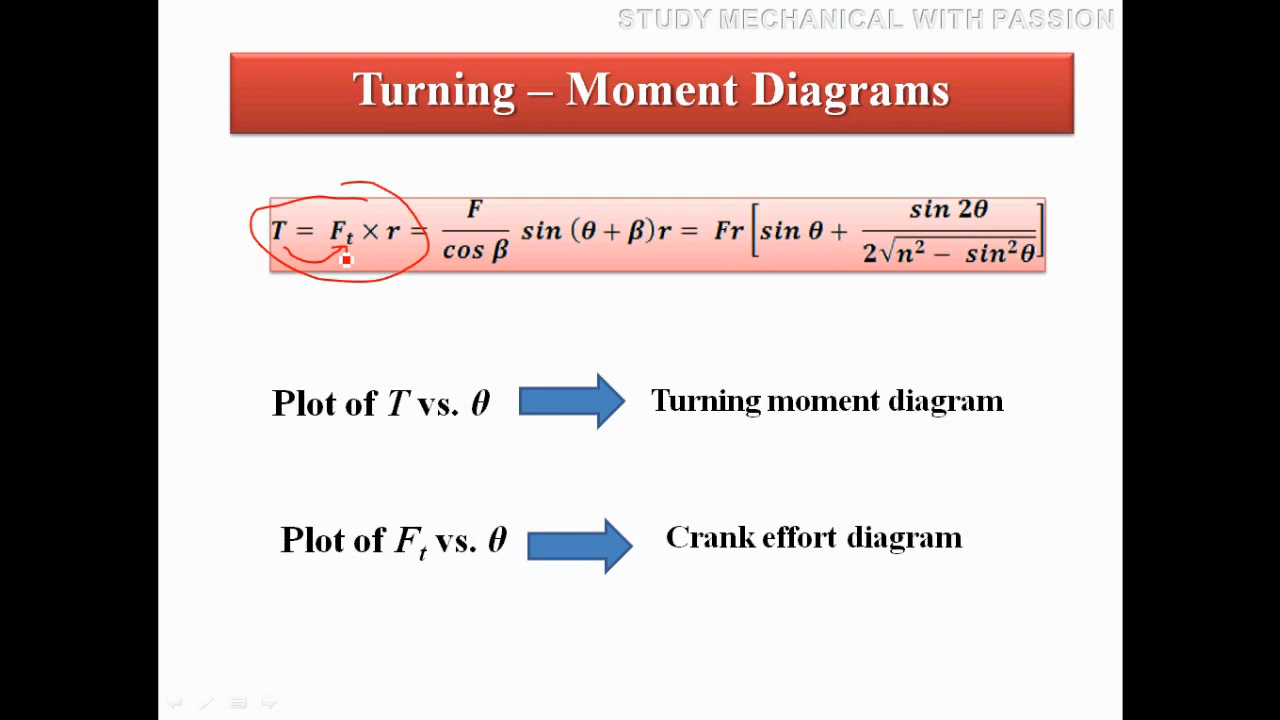 STUDY MECHANICAL WITH PASSION
Turning – Moment Diagrams
T = Fₜ × r = F / cos β sin (θ + β)r = Fr [sin θ + sin 2θ / 2√(n² − sin²θ)]
Plot of T vs. θ Turning moment diagram
Plot of Fₜ vs. θ Crank effort diagram